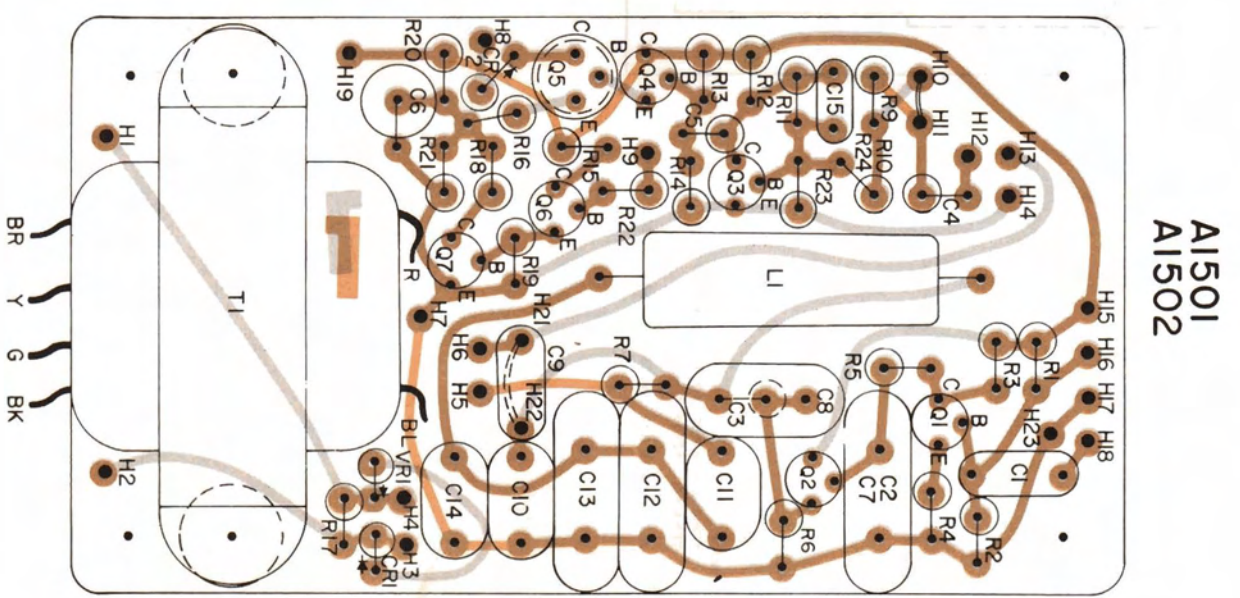 A1501
A1502
R20
H8
CR
2
C
Q5
E
B
C
Q4
B
E
R13
R12
R11
C15
R9
H10
H11
H12
H13
H14
H19
C6
R21
R18
R16
R15
H9
C5
R14
Q3
C
B
E
R23
R24
R10
C4
C
Q6
B
E
R22
H1
BR
Y
G
BK
T1
R
C
Q7
B
E
R19
H21
L1
H7
H6
H5
C9
H22
R7
C3
C8
R5
C
Q1
B
E
R3
R1
H15
H16
H17
H18
H23
C1
H2
BL
VR1
H4
H3
R17
CR1
C14
C10
C13
C12
C11
Q2
R6
C2
C7
R4
R2